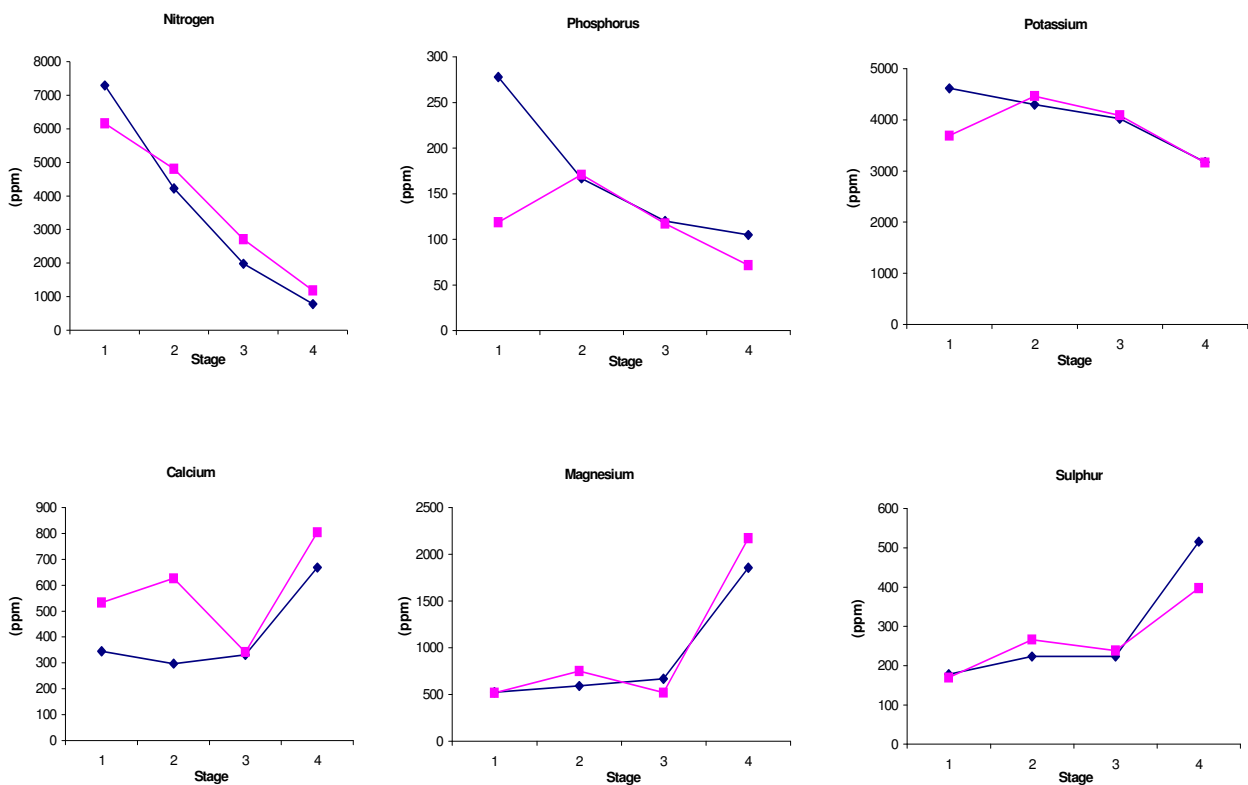 Nitrogen
8000
7000
6000
5000
4000
3000
2000
1000
0
(ppm)
1 2 3 4
Stage
Phosphorus
300
250
200
150
100
50
0
(ppm)
1 2 3 4
Stage
Potassium
5000
4000
3000
2000
1000
0
(ppm)
1 2 3 4
Stage
Calcium
900
800
700
600
500
400
300
200
100
0
(ppm)
1 2 3 4
Stage
Magnesium
2500
2000
1500
1000
500
0
(ppm)
1 2 3 4
Stage
Sulphur
600
500
400
300
200
100
0
(ppm)
1 2 3 4
Stage